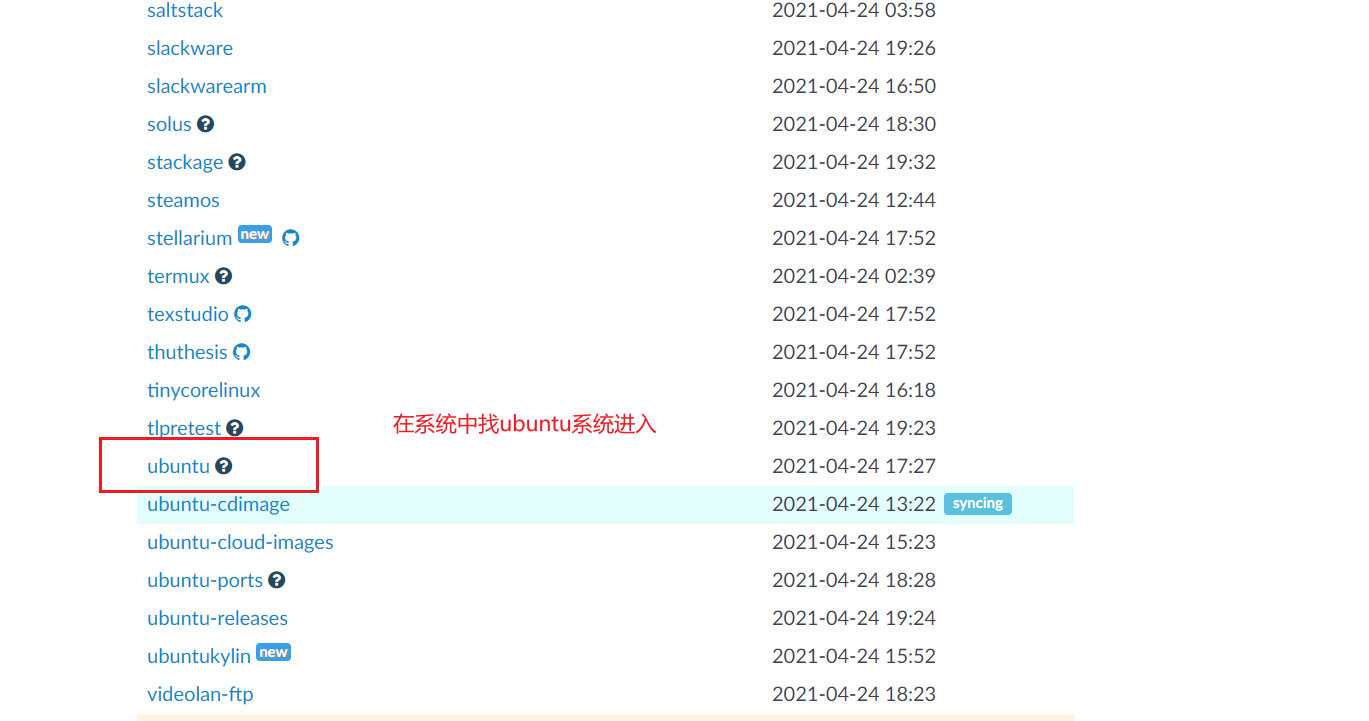 saltstack 2021-04-24 03:58
slackware 2021-04-24 19:26
slackwarearm 2021-04-24 16:50
solus 2021-04-24 18:30
stackage 2021-04-24 19:32
steamos 2021-04-24 12:44
stellarium new 2021-04-24 17:52
termux 2021-04-24 02:39
texstudio 2021-04-24 17:52
thuthesis 2021-04-24 17:52
tinycorelinux 2021-04-24 16:18
tlpretest 在系统中找ubuntu系统进入 2021-04-24 19:23
ubuntu 2021-04-24 17:27
ubuntu-cdimage 2021-04-24 13:22 syncing
ubuntu-cloud-images 2021-04-24 15:23
ubuntu-ports 2021-04-24 18:28
ubuntu-releases 2021-04-24 19:24
ubuntukylin new 2021-04-24 15:52
videolan-ftp 2021-04-24 18:23